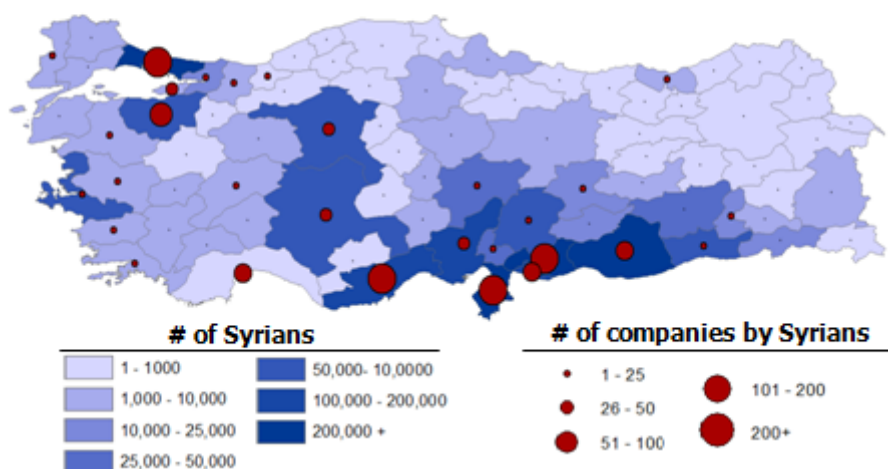 # of Syrians
1 - 1000
1,000 - 10,000
10,000 - 25,000
25,000 - 50,000
50,000- 10,0000
100,000 - 200,000
200,000 +
# of companies by Syrians
1 - 25
26 - 50
51 - 100
101 - 200
200+